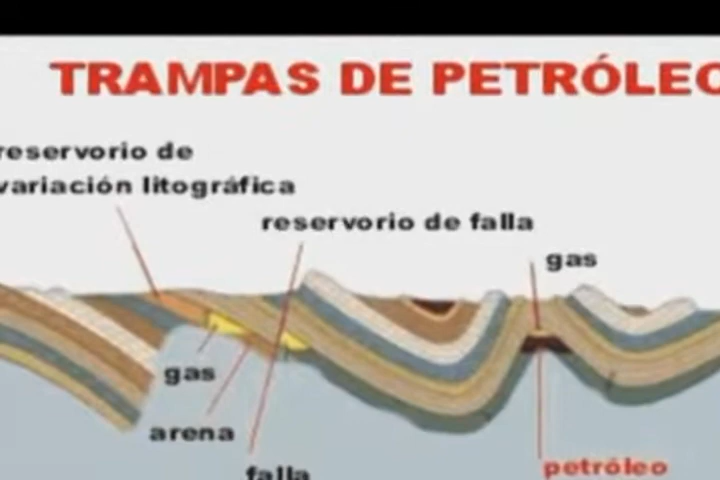 TRAMPAS DE PETRÓLEO
reservorio de
variación litográfica
reservorio de falla
gas
gas
arena
falla
petróleo